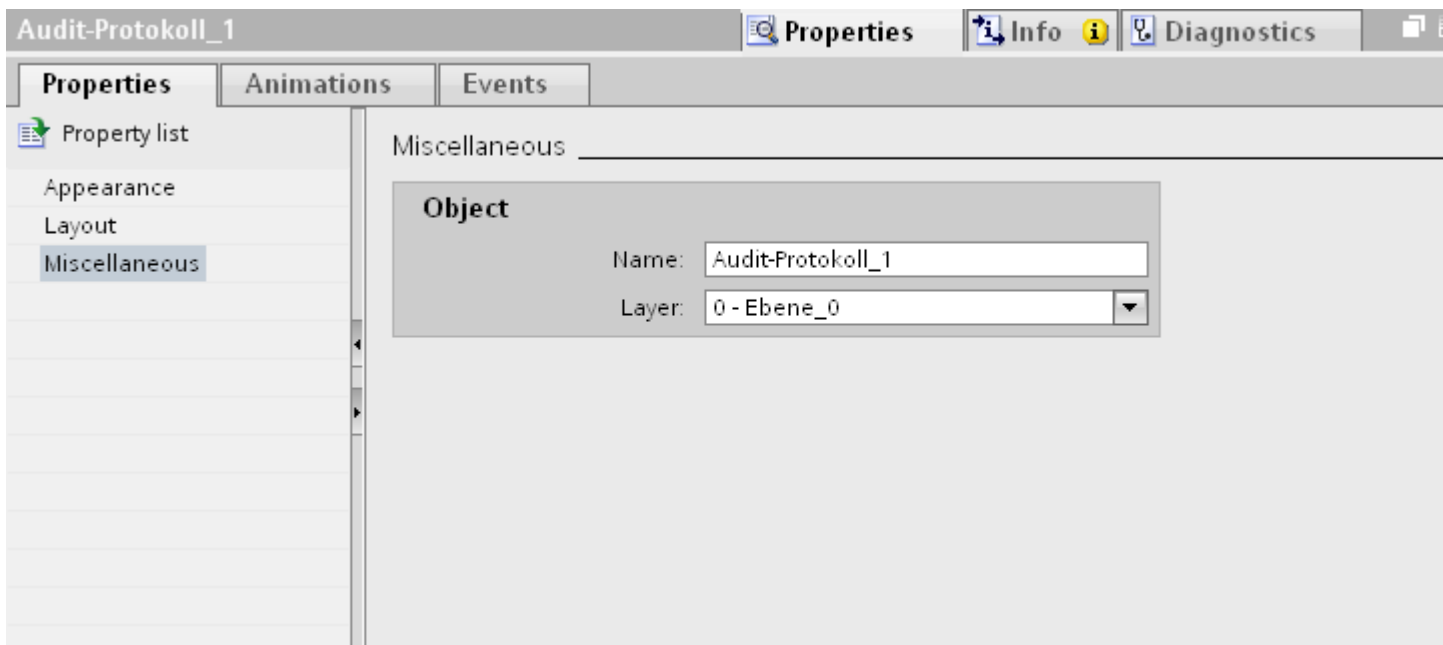 Audit-Protokoll_1
Properties Info Diagnostics
Properties Animations Events
Property list
Miscellaneous
Appearance
Layout
Miscellaneous
Object
Name: Audit-Protokoll_1
Layer: 0 - Ebene_0